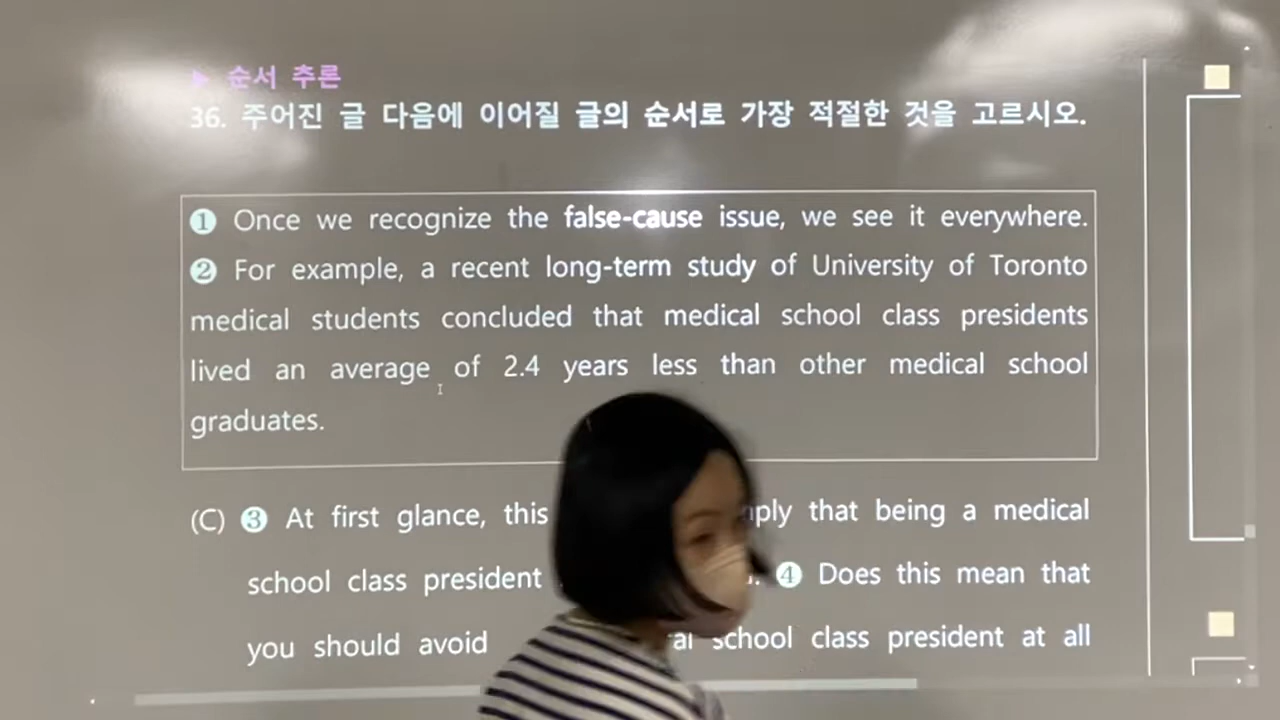 ▶ 순서 추론
36. 주어진 글 다음에 이어질 글의 순서로 가장 적절한 것을 고르시오.
❶ Once we recognize the false-cause issue, we see it everywhere.
❷ For example, a recent long-term study of University of Toronto
medical students concluded that medical school class presidents
lived an average of 2.4 years less than other medical school
graduates.
(C) ❸ At first glance, this that being a medical
school class president ❹ Does this mean that
you should avoid school class president at all